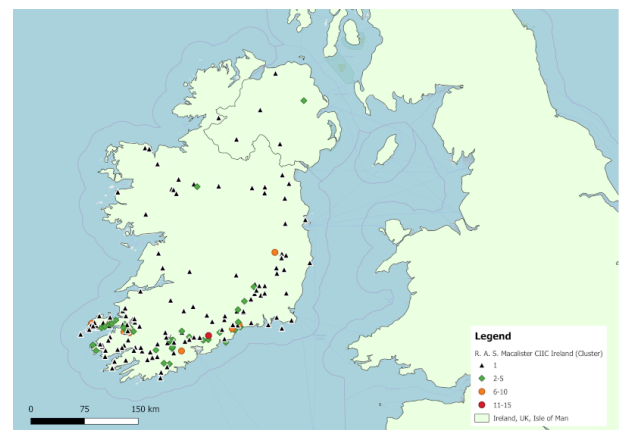 Legend
R. A. S. Macalister CIIC Ireland (Cluster)
1
2-5
6-10
11-15
Ireland, UK, Isle of Man
0 75 150 km